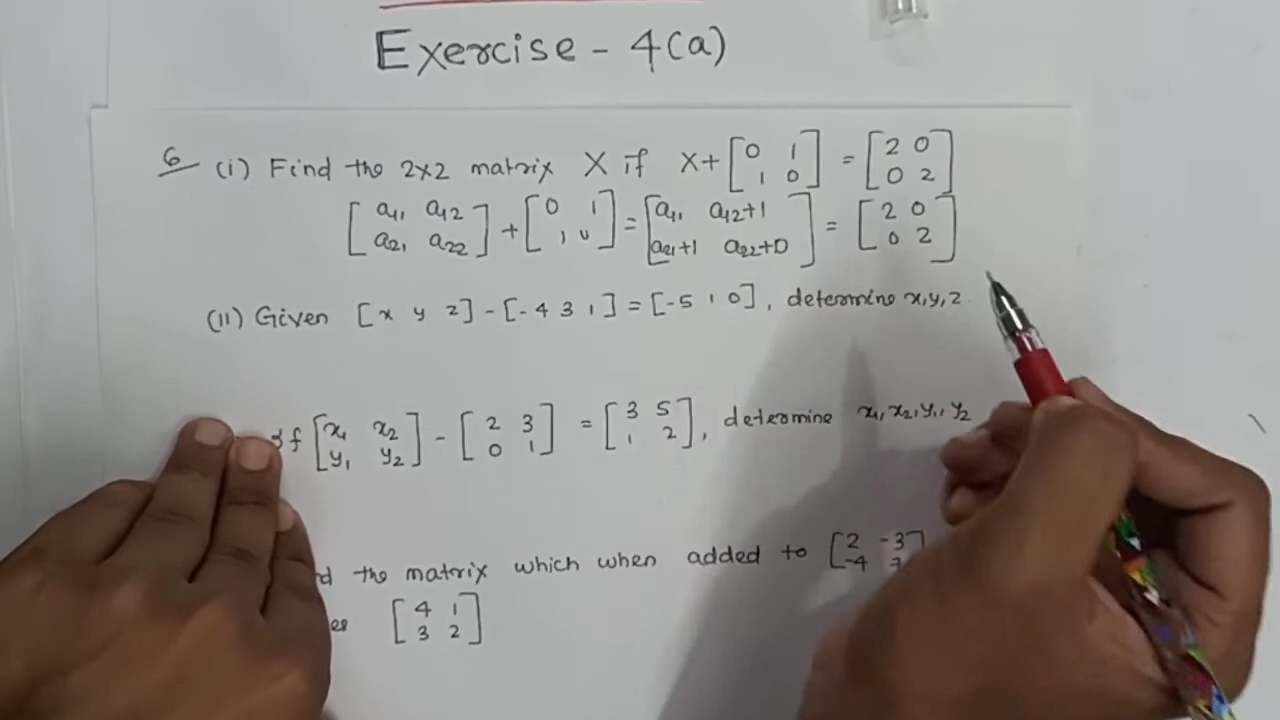 Exercise - 4(a)
6 (i) Find the 2x2 matrix X if X+ [0 1 = [2 0
1 0] 0 2]
[a11 a12 + [0 1 = [a11 a12+1 = [2 0
a21 a22] 1 0] a21+1 a22+0] 0 2]
(ii) Given [x y z] - [-4 3 1] = [-5 1 0], determine x,y,z.
If [x1 x2 - [2 3 = [3 5 , determine x1, x2, y1, y2
y1 y2] 0 1] 1 2]
the matrix which when added to [2 -3
-4
[4 1
3 2]